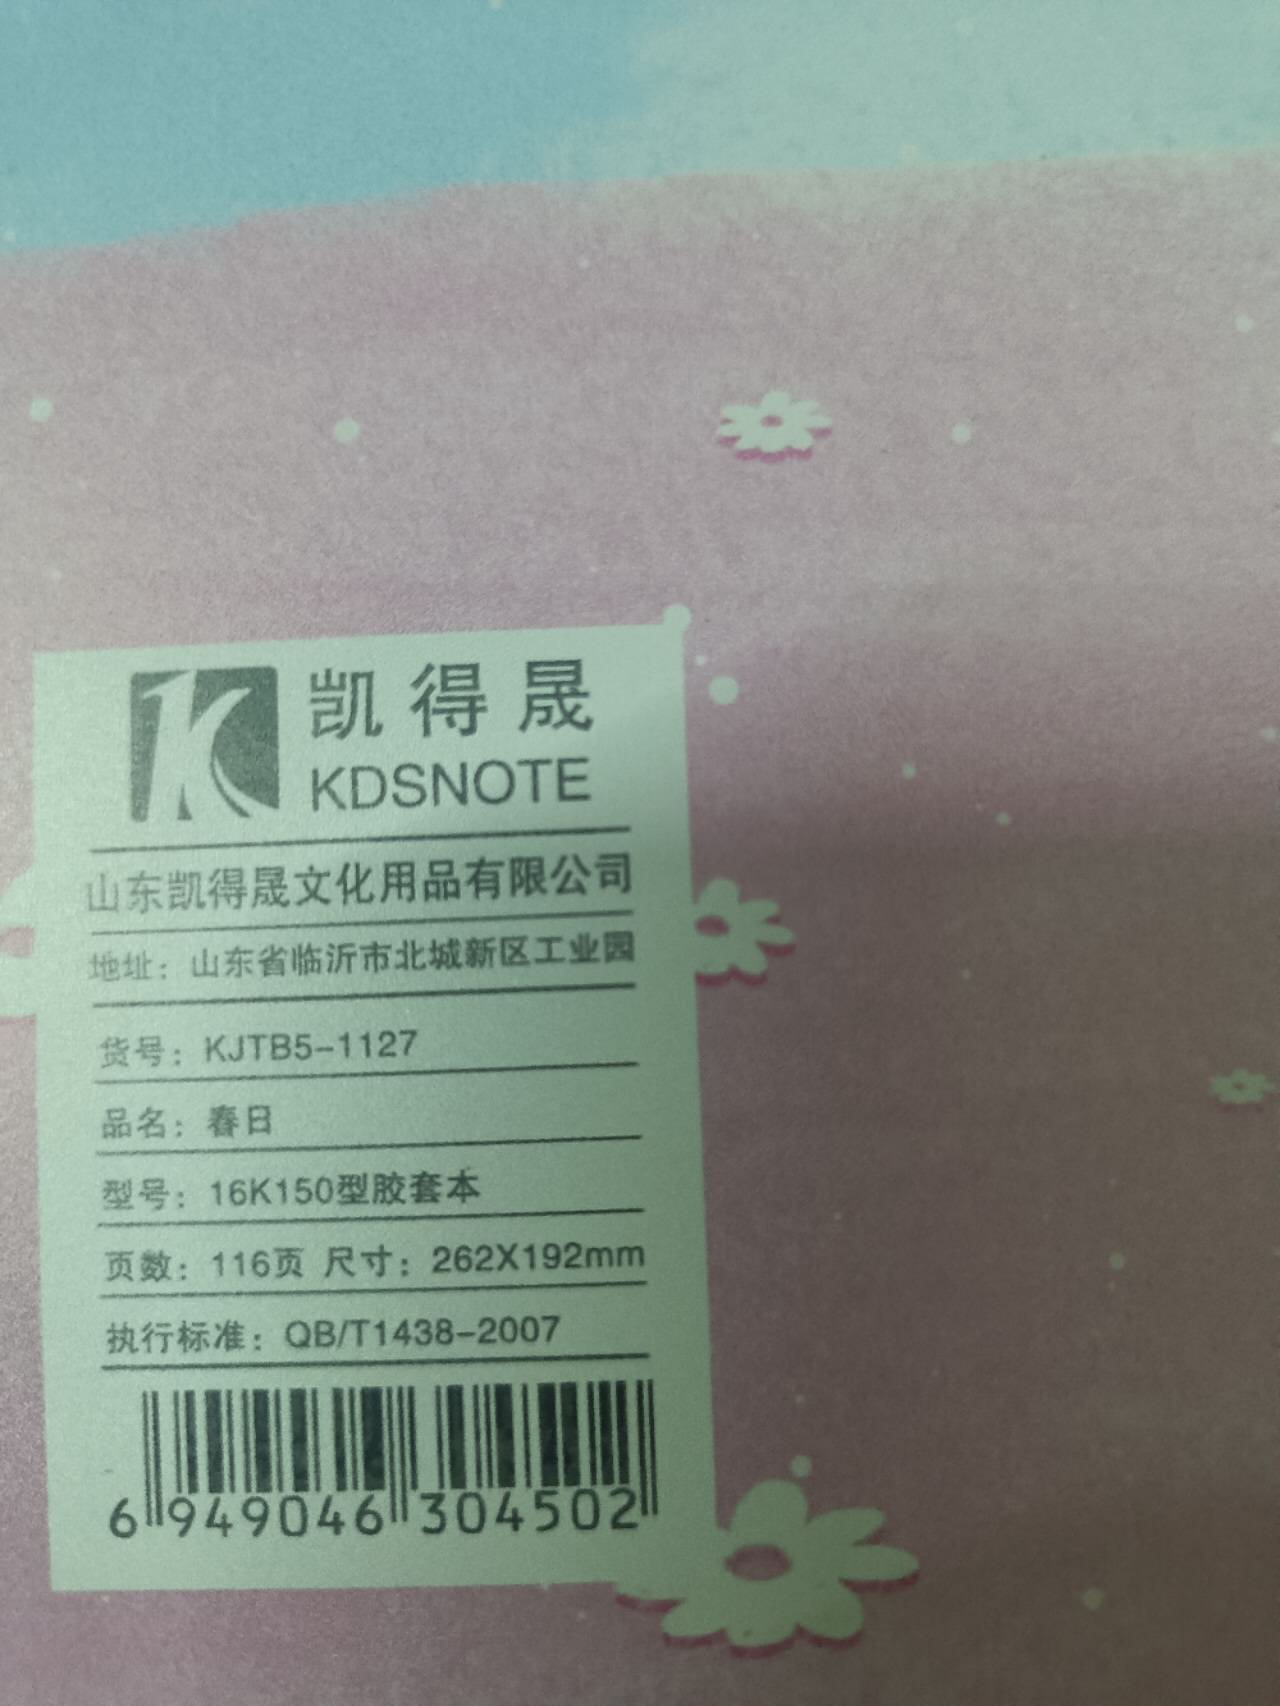 凯得晟
KDSNOTE
山东凯得晟文化用品有限公司
地址：山东省临沂市北城新区工业园
货号：KJTB5-1127
品名：春日
型号：16K150型胶套本
页数：116页 尺寸：262X192mm
执行标准：QB/T1438-2007
6 949046 304502